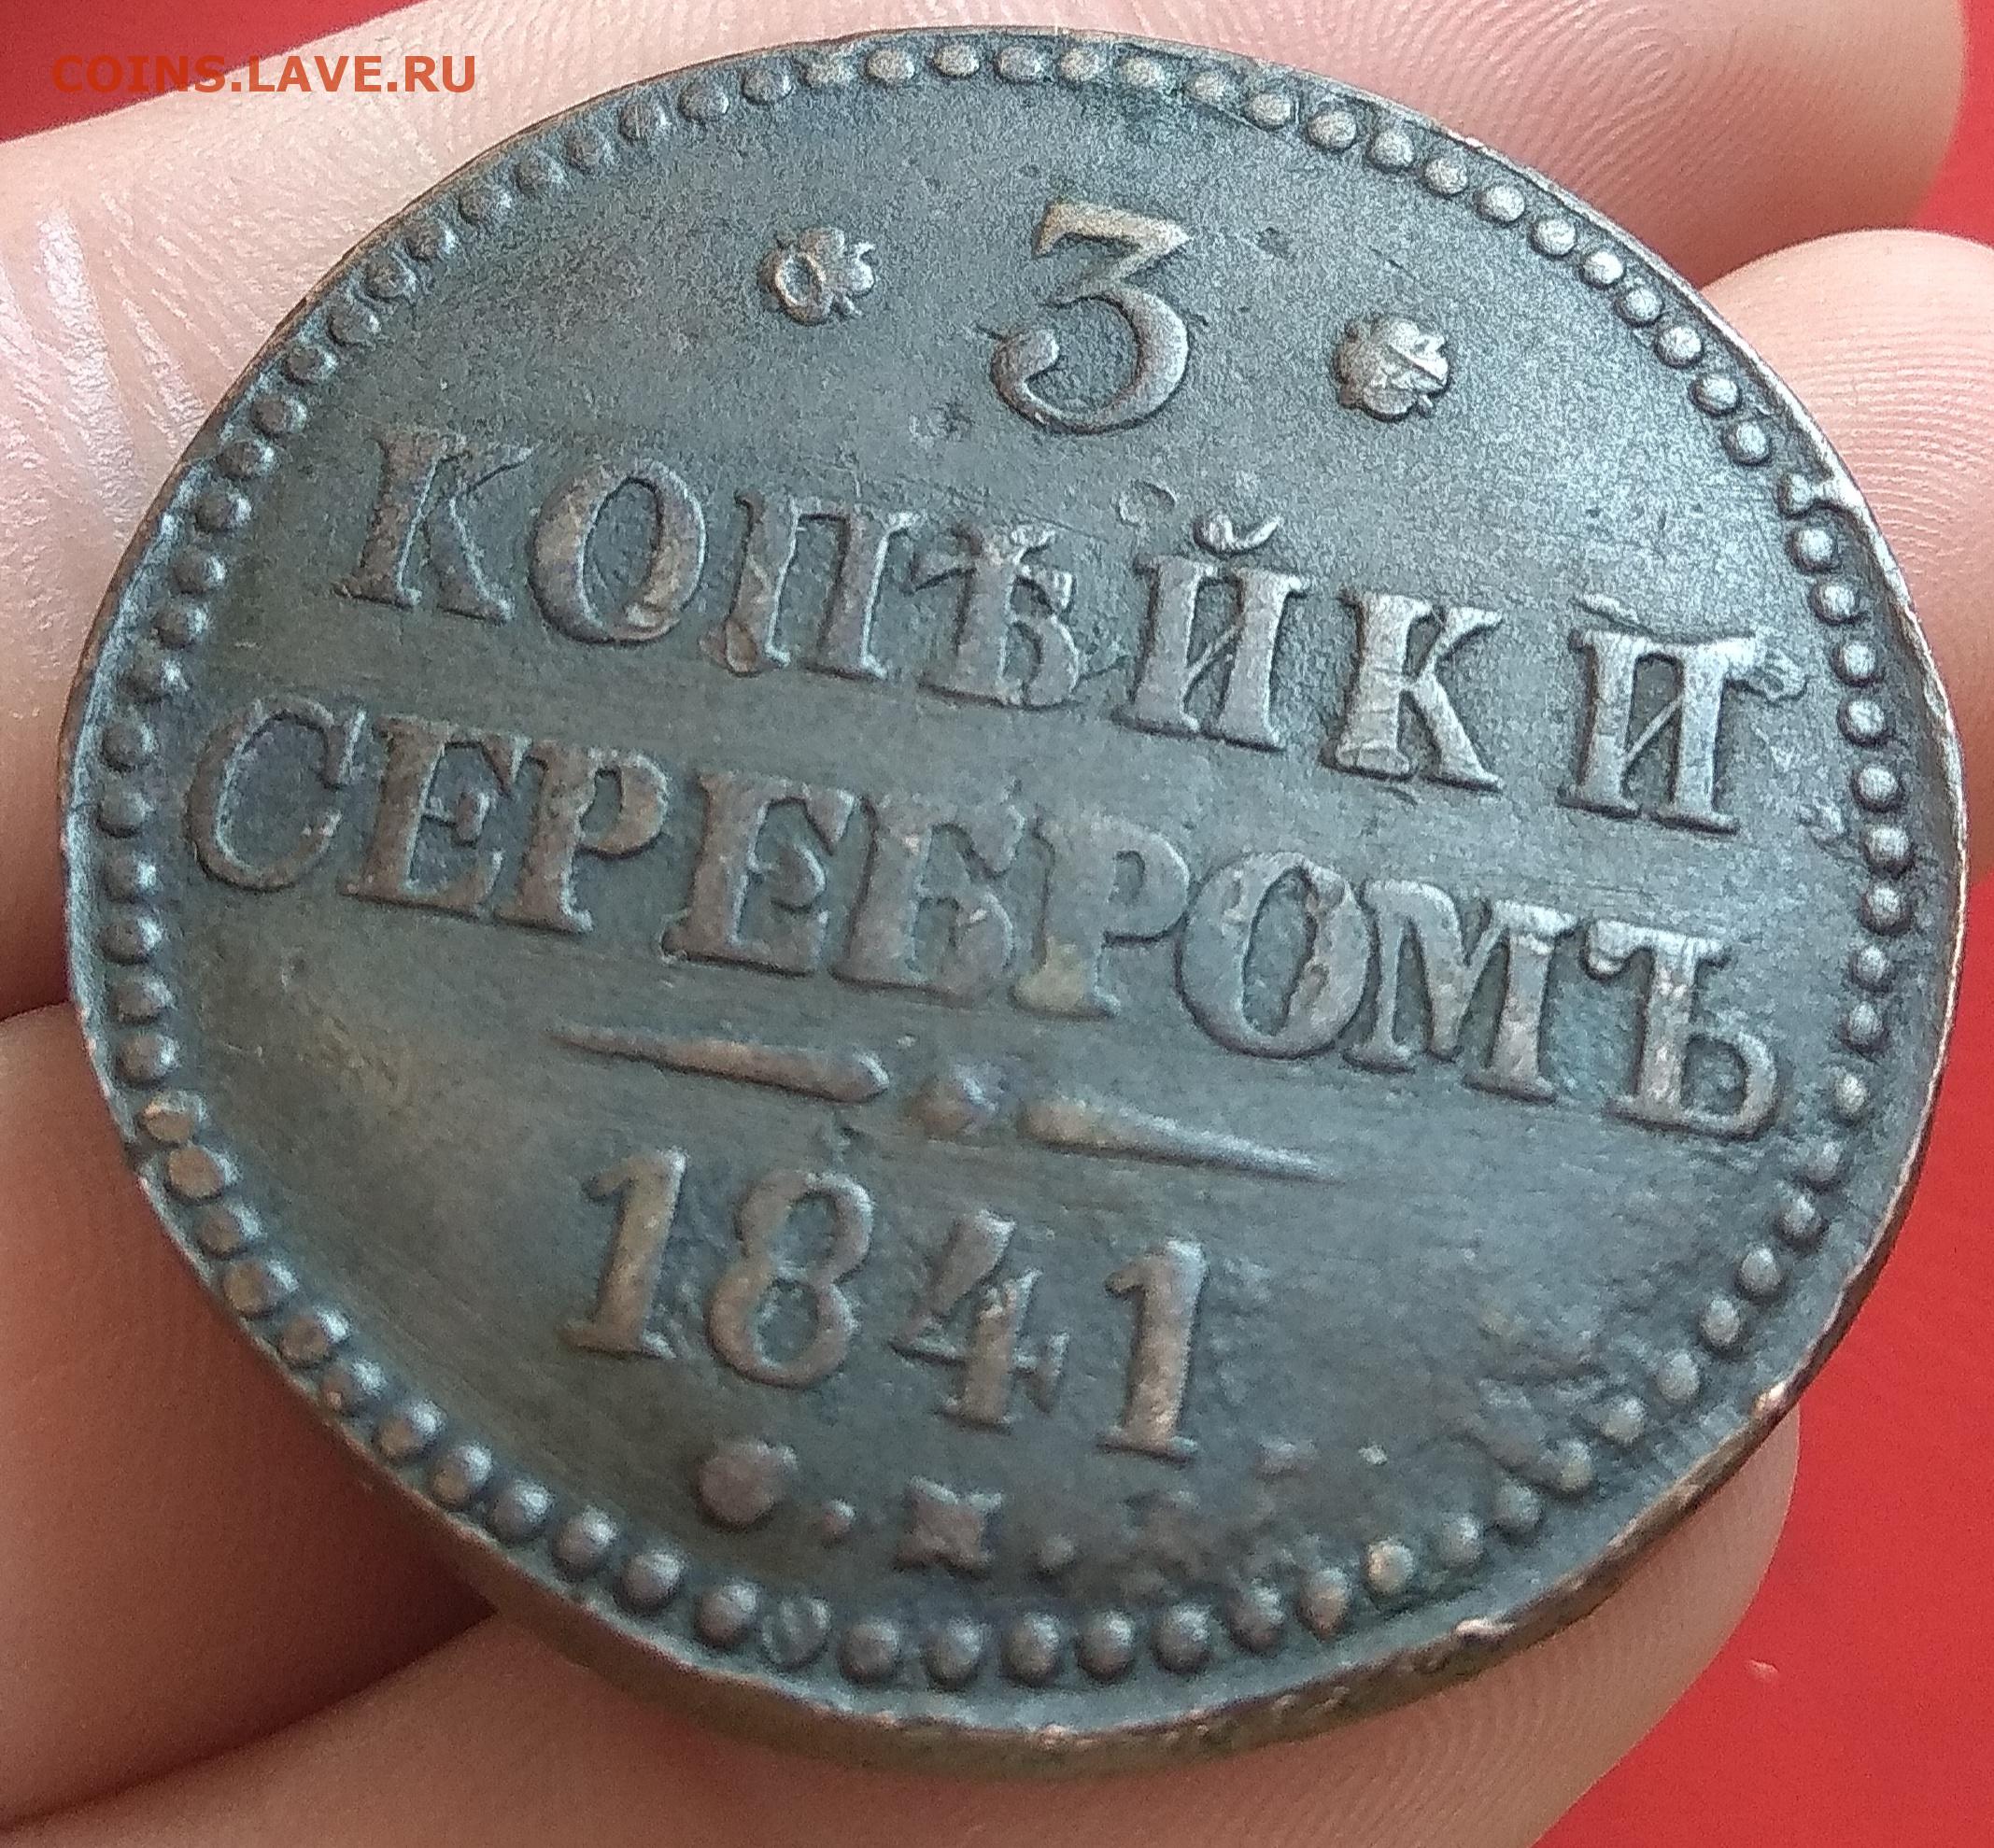 COINS.LAVE.RU
3
КОПѢЙКИ
СЕРЕБРОМЪ
1841